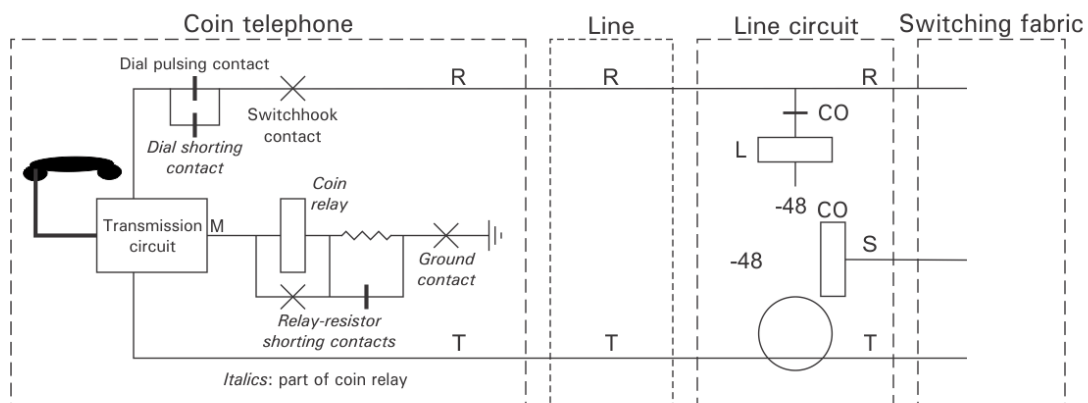 Coin telephone
Line
Line circuit
Switching fabric
Dial pulsing contact
R
R
R
Switchhook
contact
CO
Dial shorting
contact
L
Coin
relay
-48
CO
Transmission
circuit
M
S
-48
Ground
contact
Relay-resistor
shorting contacts
T
T
T
Italics: part of coin relay